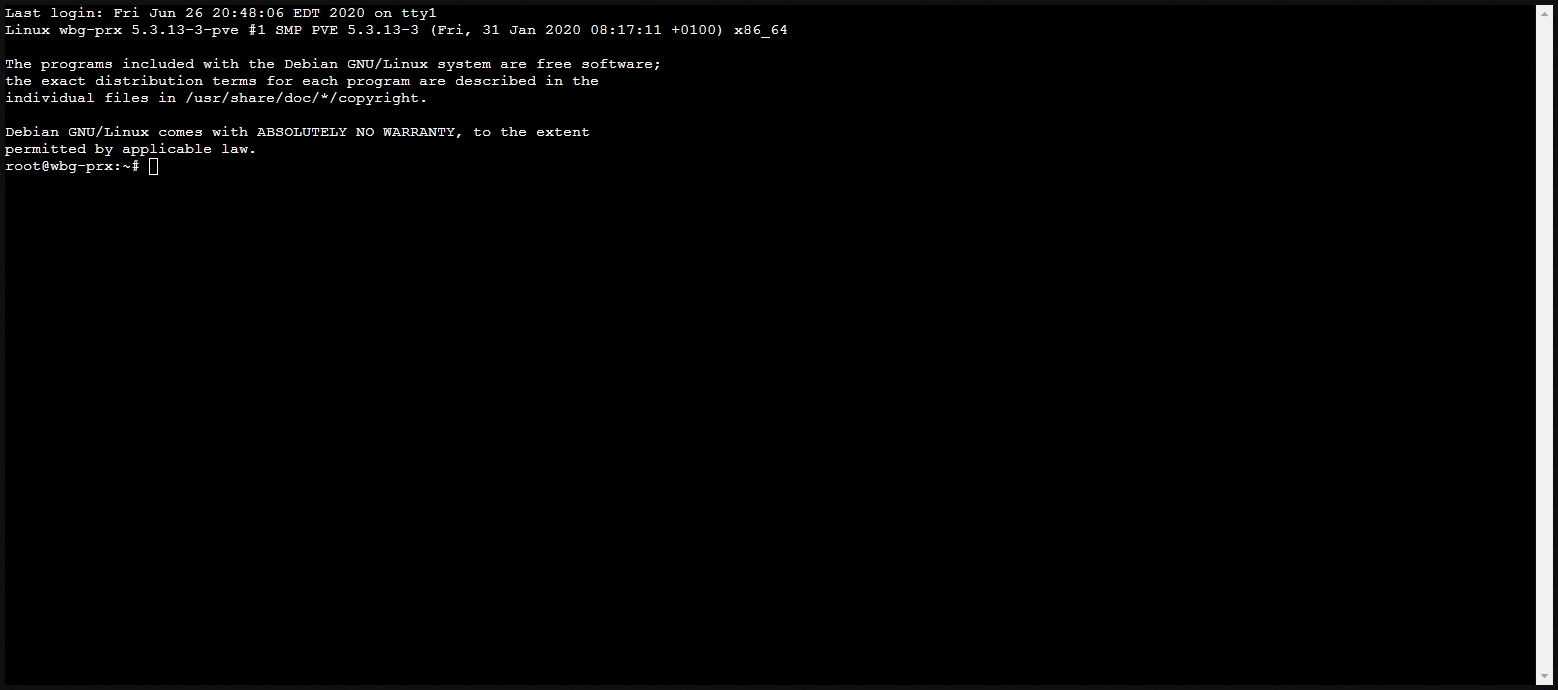 Last login: Fri Jun 26 20:48:06 EDT 2020 on tty1
Linux wbg-prx 5.3.13-3-pve #1 SMP PVE 5.3.13-3 (Fri, 31 Jan 2020 08:17:11 +0100) x86_64
The programs included with the Debian GNU/Linux system are free software;
the exact distribution terms for each program are described in the
individual files in /usr/share/doc/*/copyright.
Debian GNU/Linux comes with ABSOLUTELY NO WARRANTY, to the extent
permitted by applicable law.
root@wbg-prx:~#